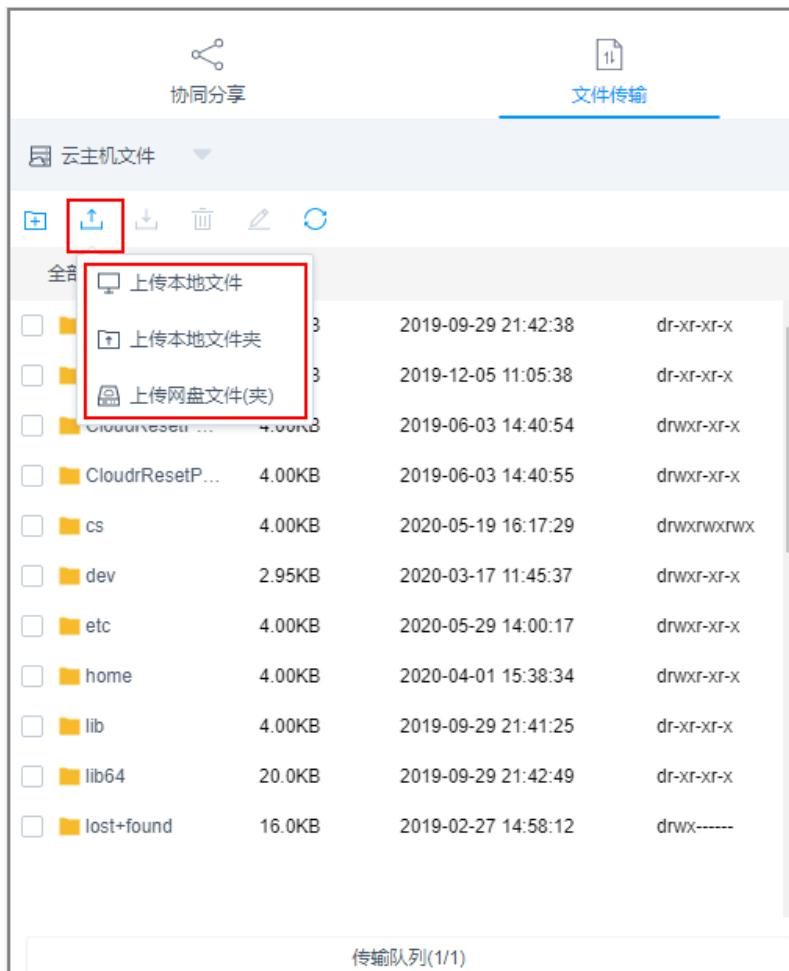 协同分享
文件传输
云主机文件
上传本地文件
上传本地文件夹
上传网盘文件(夹)
2019-09-29 21:42:38 dr-xr-xr-x
2019-12-05 11:05:38 dr-xr-xr-x
4.00KB 2019-06-03 14:40:54 drwxr-xr-x
CloudrResetP... 4.00KB 2019-06-03 14:40:55 drwxr-xr-x
cs 4.00KB 2020-05-19 16:17:29 drwxrwxrwx
dev 2.95KB 2020-03-17 11:45:37 drwxr-xr-x
etc 4.00KB 2020-05-29 14:00:17 drwxr-xr-x
home 4.00KB 2020-04-01 15:38:34 drwxr-xr-x
lib 4.00KB 2019-09-29 21:41:25 dr-xr-xr-x
lib64 20.0KB 2019-09-29 21:42:49 dr-xr-xr-x
lost+found 16.0KB 2019-02-27 14:58:12 drwx------
传输队列(1/1)